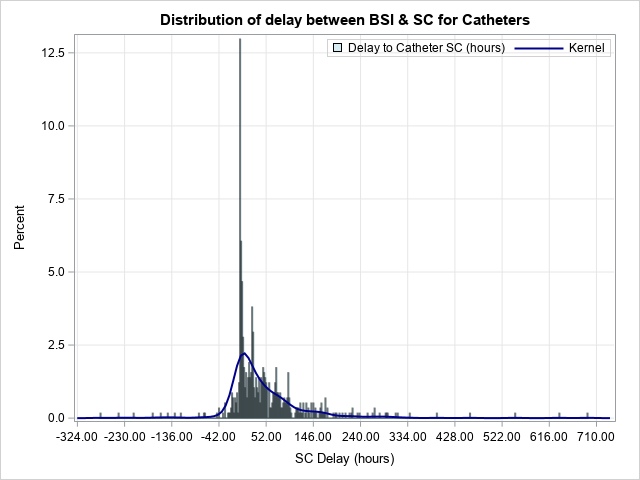 Distribution of delay between BSI & SC for Catheters
Delay to Catheter SC (hours)
Kernel
12.5
10.0
7.5
5.0
2.5
0.0
Percent
-324.00 -230.00 -136.00 -42.00 52.00 146.00 240.00 334.00 428.00 522.00 616.00 710.00
SC Delay (hours)